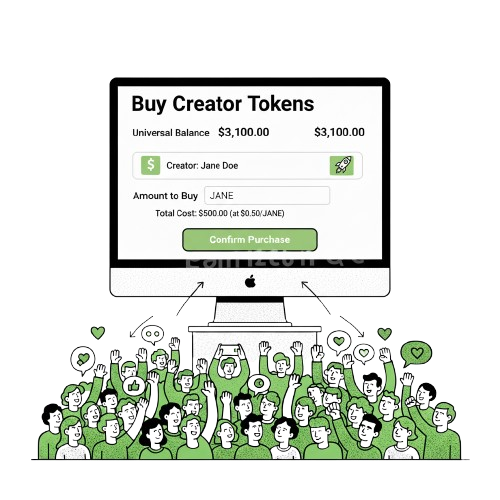 Buy Creator Tokens
Universal Balance $3,100.00 $3,100.00
$ Creator: Jane Doe
Amount to Buy JANE
Total Cost: $500.00 (at $0.50/JANE)
Confirm Purchase